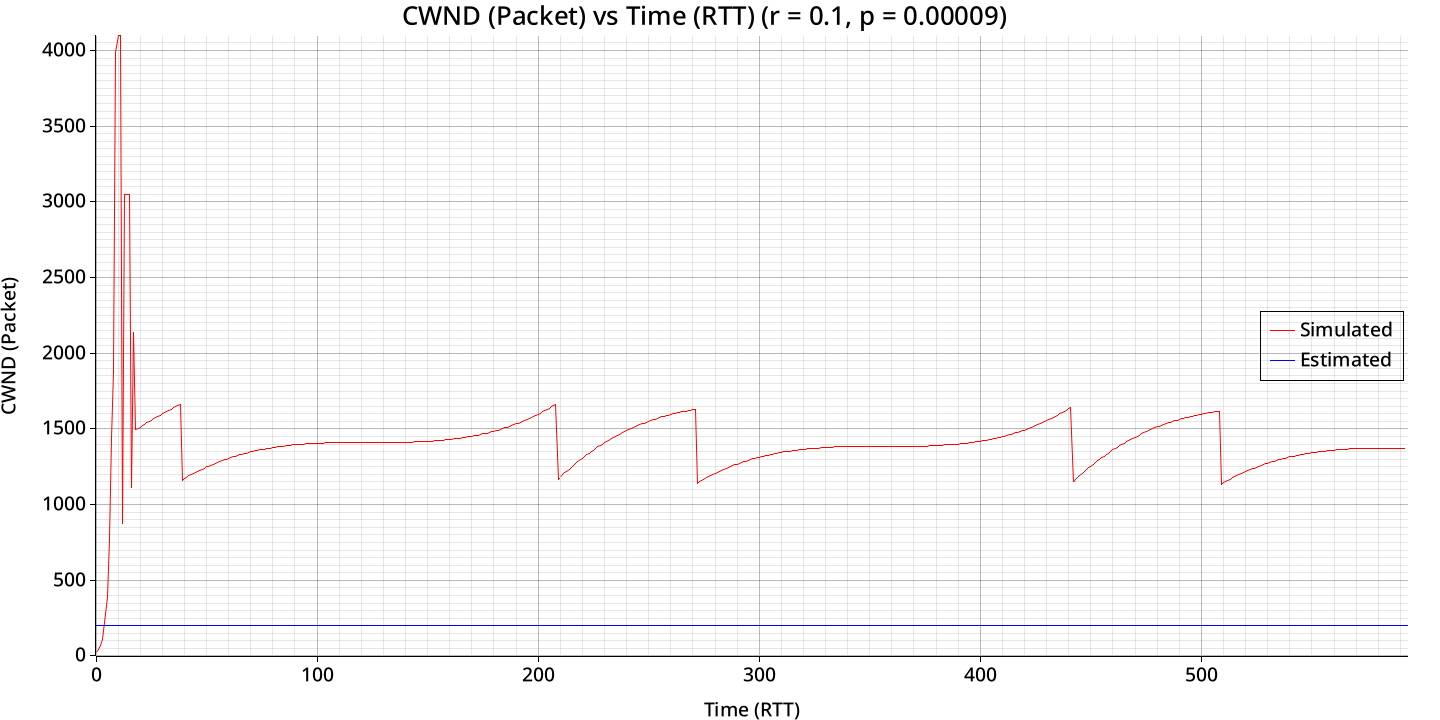 CWND (Packet) vs Time (RTT) (r = 0.1, p = 0.00009)
CWND (Packet)
4000
3500
3000
2500
2000
1500
1000
500
0
Simulated
Estimated
0 100 200 300 400 500
Time (RTT)